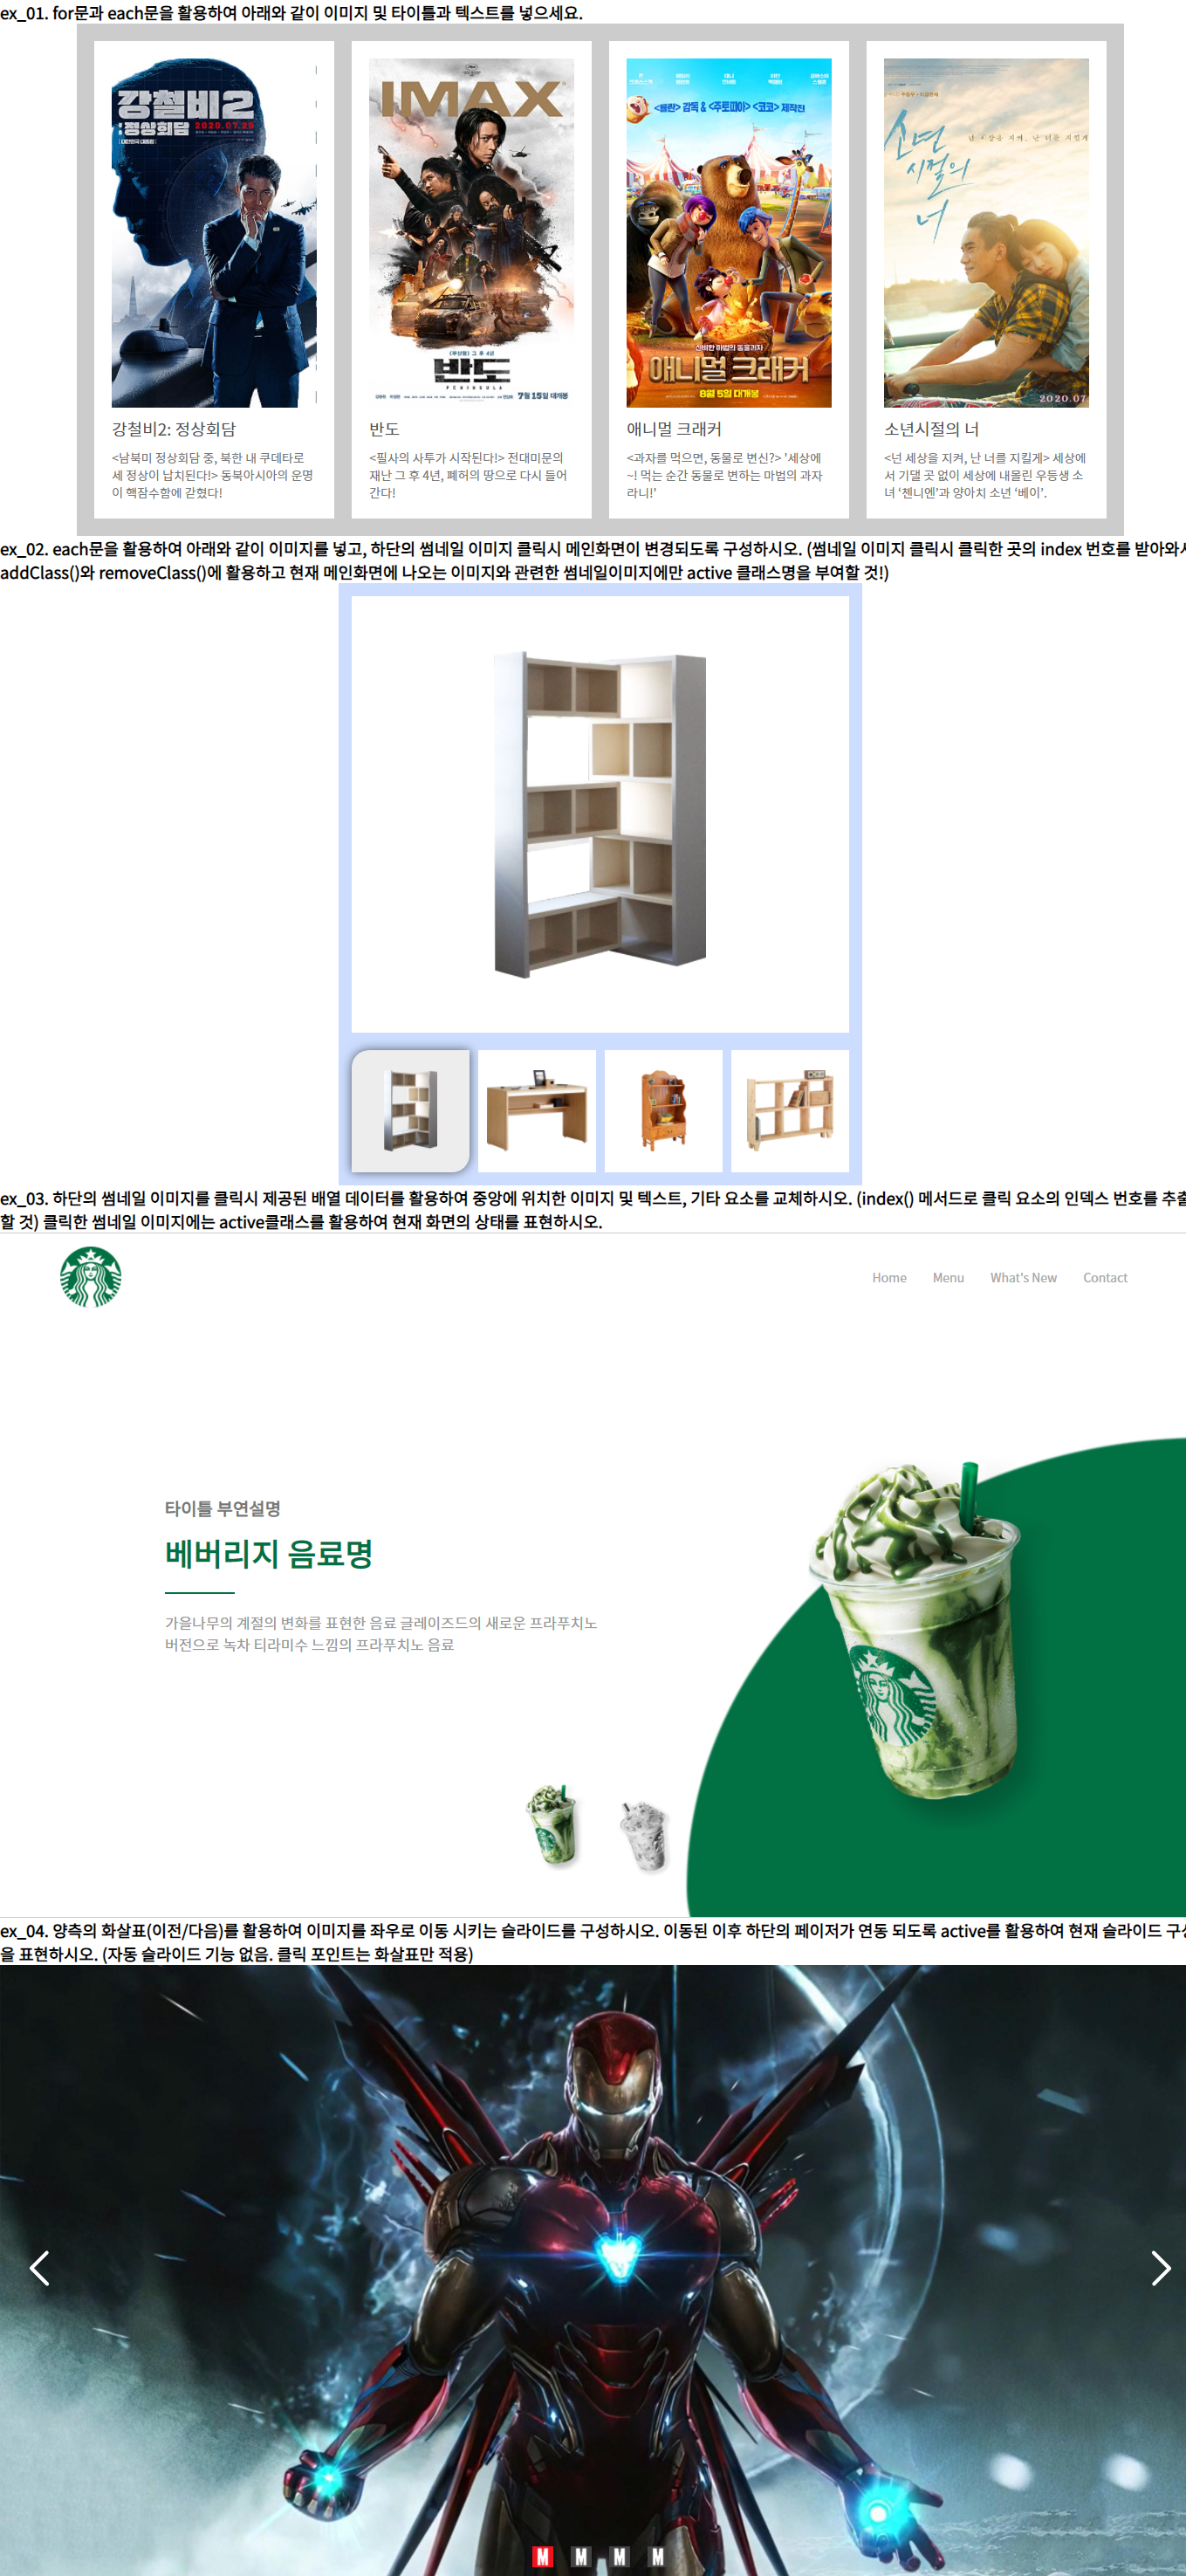 ex_01. for문과 each문을 활용하여 아래와 같이 이미지 및 타이틀과 텍스트를 넣으세요.
강철비2
:정상회담 2020.07.29
IMAX
<반도> 그 후 4년
반도
PENINSULA
7월 15일 대개봉
감독 & <주토피아> <코코> 제작진
신비한 마법의 동물과자
애니멀 크래커
8월 5일 대개봉
소년
시절의
너
넌 세상을 지켜, 난 너를 지킬게
2020.07
강철비2: 정상회담
<남북미 정상회담 중, 북한 내 쿠데타로
세 정상이 납치된다!> 동북아시아의 운명
이 핵잠수함에 갇혔다!
반도
<필사의 사투가 시작된다!> 전대미문의
재난 그 후 4년, 폐허의 땅으로 다시 들어
간다!
애니멀 크래커
<과자를 먹으면, 동물로 변신?> '세상에
~! 먹는 순간 동물로 변하는 마법의 과자
라니!'
소년시절의 너
<넌 세상을 지켜, 난 너를 지킬게> 세상에
서 기댈 곳 없이 세상에 내몰린 우등생 소
녀 ‘첸니엔’과 양아치 소년 ‘베이’.
ex_02. each문을 활용하여 아래와 같이 이미지를 넣고, 하단의 썸네일 이미지 클릭시 메인화면이 변경되도록 구성하시오. (썸네일 이미지 클릭시 클릭한 곳의 index 번호를 받아와서
addClass()와 removeClass()에 활용하고 현재 메인화면에 나오는 이미지와 관련한 썸네일이미지에만 active 클래스명을 부여할 것!)
ex_03. 하단의 썸네일 이미지를 클릭시 제공된 배열 데이터를 활용하여 중앙에 위치한 이미지 및 텍스트, 기타 요소를 교체하시오. (index() 메서드로 클릭 요소의 인덱스 번호를 추출
할 것) 클릭한 썸네일 이미지에는 active클래스를 활용하여 현재 화면의 상태를 표현하시오.
Home Menu What's New Contact
타이틀 부연설명
베버리지 음료명
가을나무의 계절의 변화를 표현한 음료 글레이즈드의 새로운 프라푸치노
버전으로 녹차 티라미수 느낌의 프라푸치노 음료
ex_04. 양측의 화살표(이전/다음)를 활용하여 이미지를 좌우로 이동 시키는 슬라이드를 구성하시오. 이동된 이후 하단의 페이저가 연동 되도록 active를 활용하여 현재 슬라이드 구성
을 표현하시오. (자동 슬라이드 기능 없음. 클릭 포인트는 화살표만 적용)
M M M M